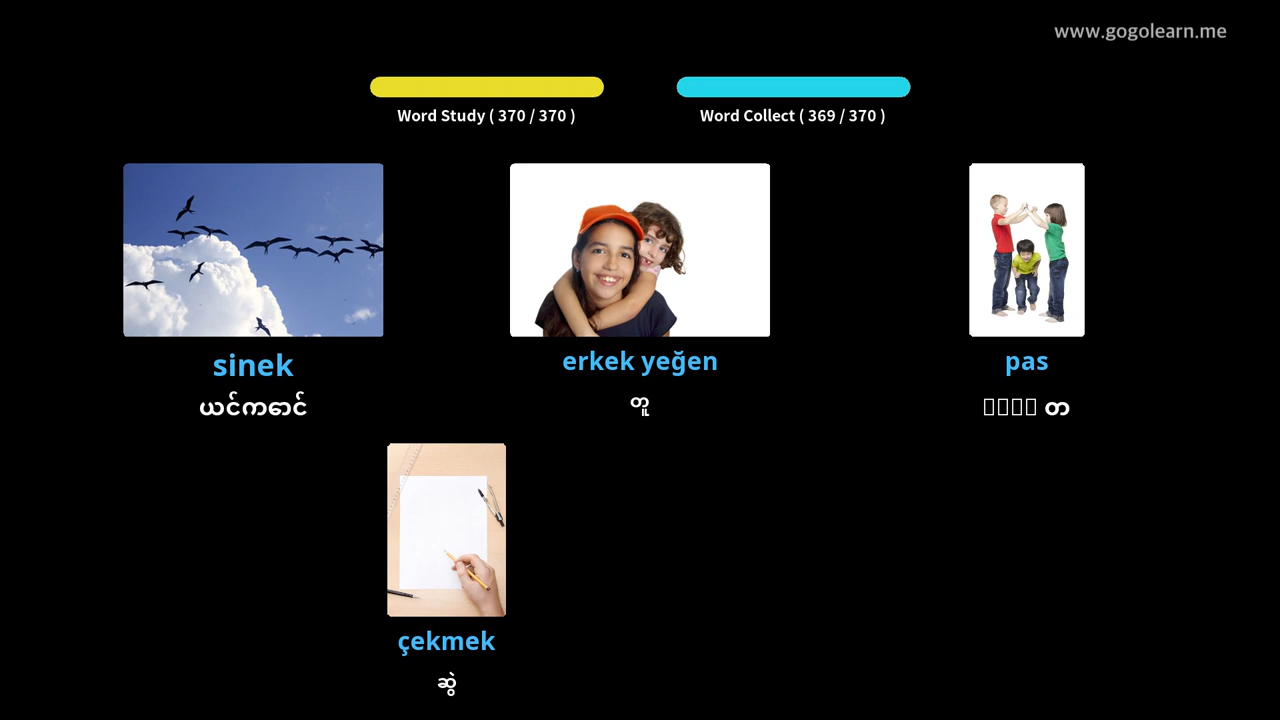 www.gogolearn.me
Word Study ( 370 / 370 )
Word Collect ( 369 / 370 )
sinek
ယင်ကောင်
erkek yeğen
တူ
pas
တ
çekmek
ဆွဲ